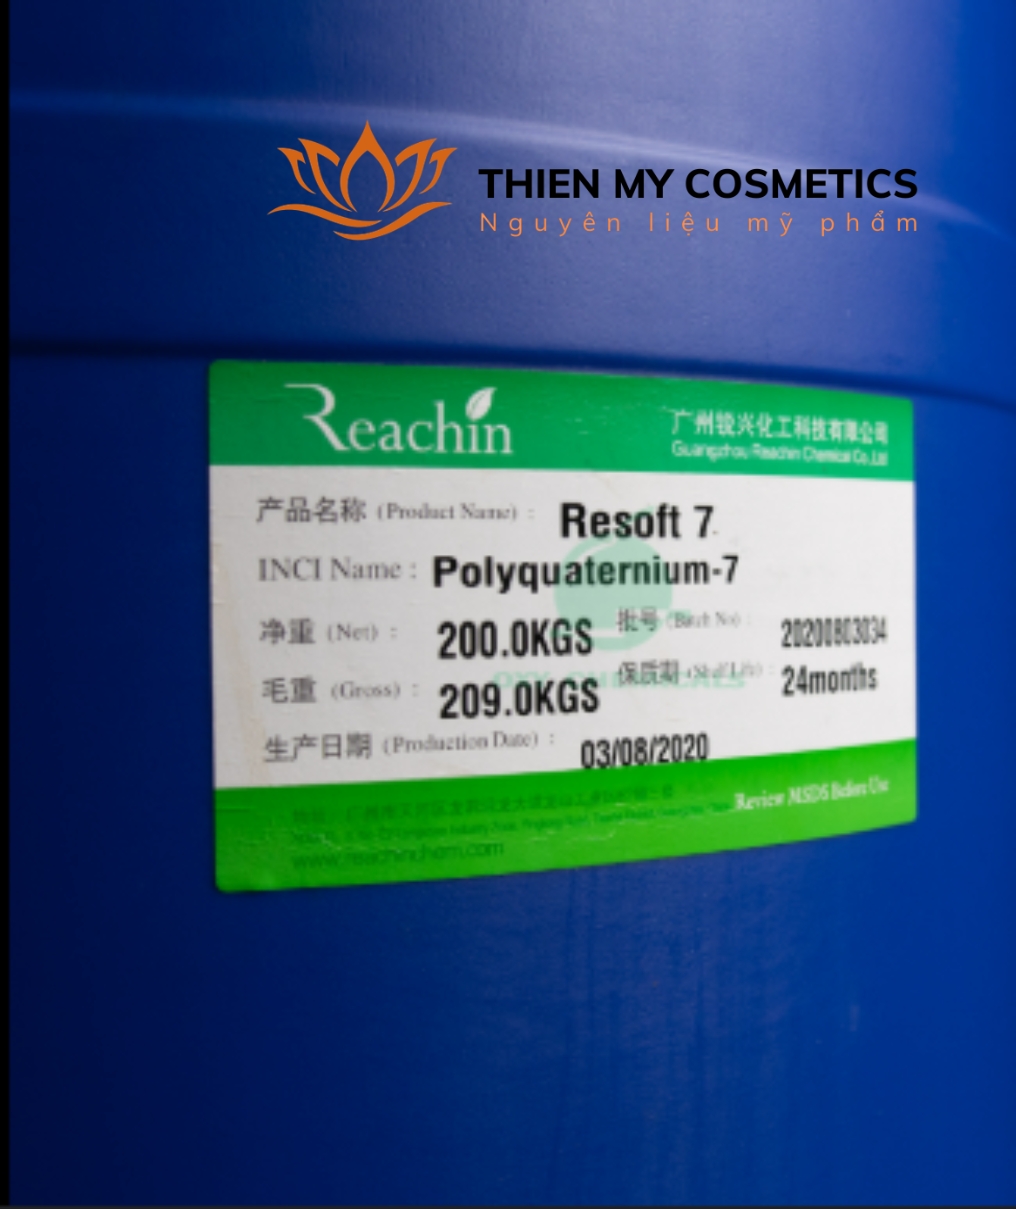 THIEN MY COSMETICS
Nguyên liệu mỹ phẩm
Reachin
广州骏兴化工科技有限公司
Guangzhou Reachin Chemical Co.,Ltd
产品名称 (Product Name) : Resoft 7
INCI Name : Polyquaternium-7
净重 (Net) : 200.0KGS
批号 (Batch No) : 20200803034
毛重 (Gross) : 209.0KGS
保质期 (Shelf Life) : 24months
OXY CHEMICALS
生产日期 (Production Date) : 03/08/2020
Review MSDS Before Use
www.reachinchem.com